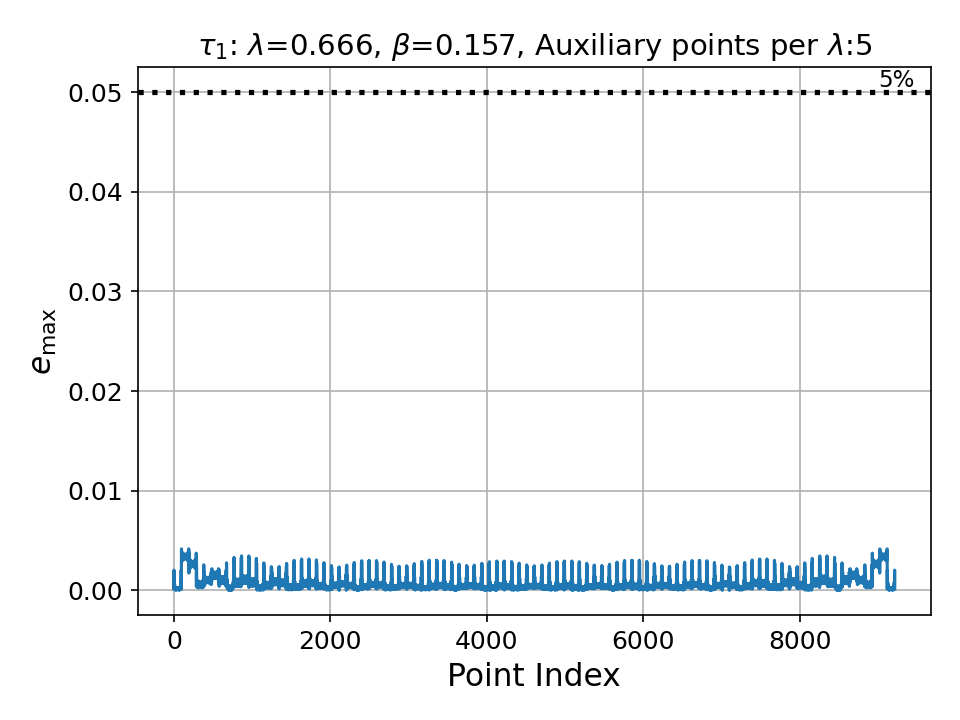 τ₁: λ=0.666, β=0.157, Auxiliary points per λ:5
5%
0.05
0.04
0.03
0.02
0.01
0.00
e_max
0 2000 4000 6000 8000
Point Index